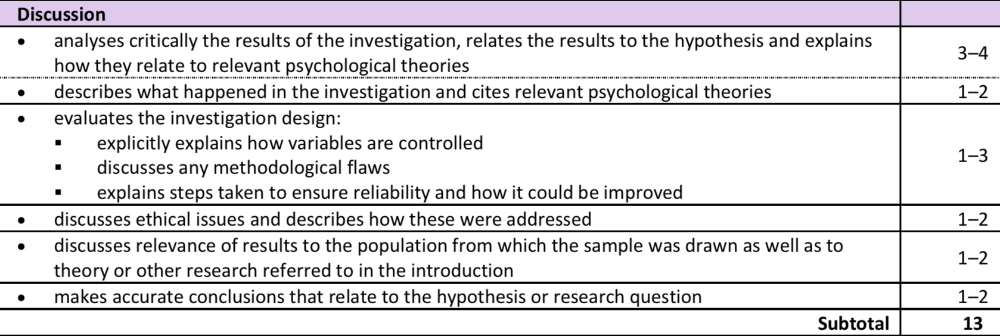 Discussion
• analyses critically the results of the investigation, relates the results to the hypothesis and explains
how they relate to relevant psychological theories
3–4
• describes what happened in the investigation and cites relevant psychological theories 1–2
• evaluates the investigation design:
▪ explicitly explains how variables are controlled
▪ discusses any methodological flaws
▪ explains steps taken to ensure reliability and how it could be improved
1–3
• discusses ethical issues and describes how these were addressed 1–2
• discusses relevance of results to the population from which the sample was drawn as well as to
theory or other research referred to in the introduction
1–2
• makes accurate conclusions that relate to the hypothesis or research question 1–2
Subtotal 13